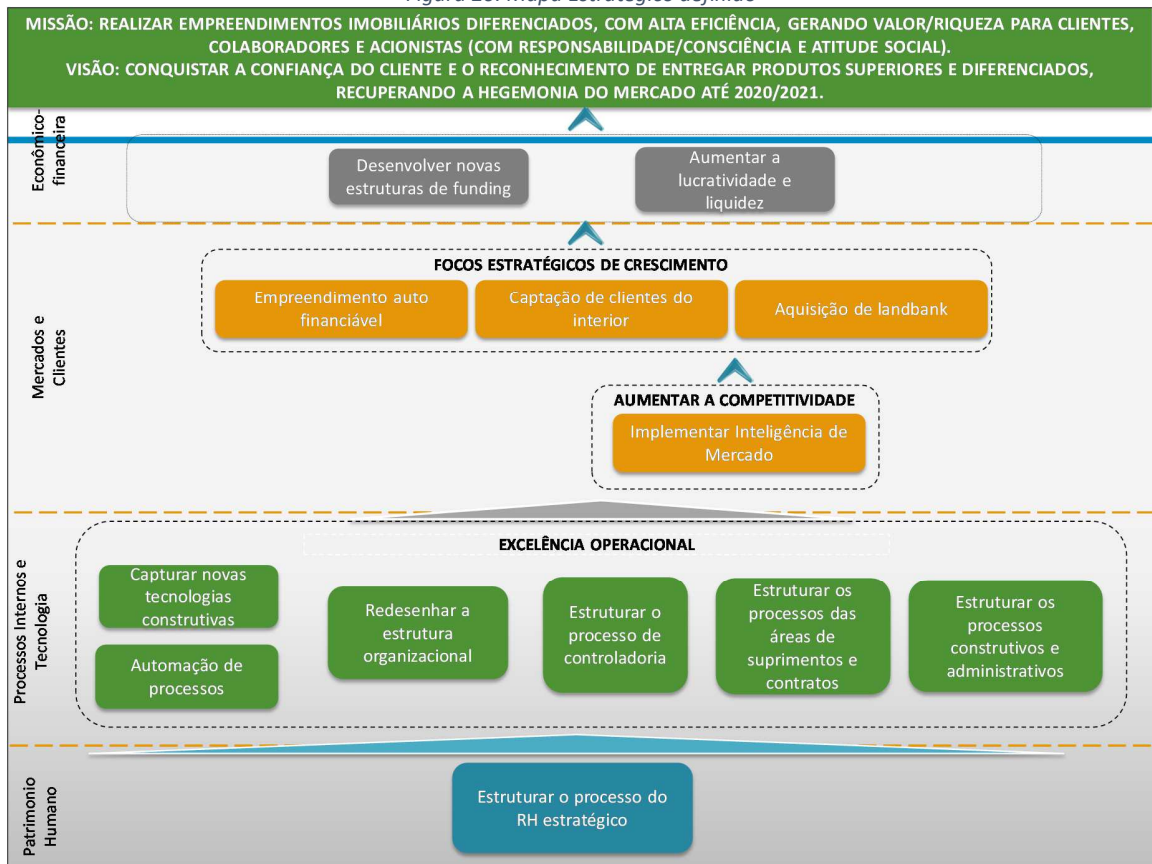 MISSÃO: REALIZAR EMPREENDIMENTOS IMOBILIÁRIOS DIFERENCIADOS, COM ALTA EFICIÊNCIA, GERANDO VALOR/RIQUEZA PARA CLIENTES,
COLABORADORES E ACIONISTAS (COM RESPONSABILIDADE/CONSCIÊNCIA E ATITUDE SOCIAL).
VISÃO: CONQUISTAR A CONFIANÇA DO CLIENTE E O RECONHECIMENTO DE ENTREGAR PRODUTOS SUPERIORES E DIFERENCIADOS,
RECUPERANDO A HEGEMONIA DO MERCADO ATÉ 2020/2021.
Econômico-
financeira
Desenvolver novas
estruturas de funding
Aumentar a
lucratividade e
liquidez
Mercados e
Clientes
FOCOS ESTRATÉGICOS DE CRESCIMENTO
Empreendimento auto
financiável
Captação de clientes do
interior
Aquisição de landbank
AUMENTAR A COMPETITIVIDADE
Implementar Inteligência de
Mercado
Processos Internos e
Tecnologia
EXCELÊNCIA OPERACIONAL
Capturar novas
tecnologias
construtivas
Automação de
processos
Redesenhar a
estrutura
organizacional
Estruturar o
processo de
controladoria
Estruturar os
processos das
áreas de
suprimentos e
contratos
Estruturar os
processos
construtivos e
administrativos
Patrimonio
Humano
Estruturar o processo do
RH estratégico